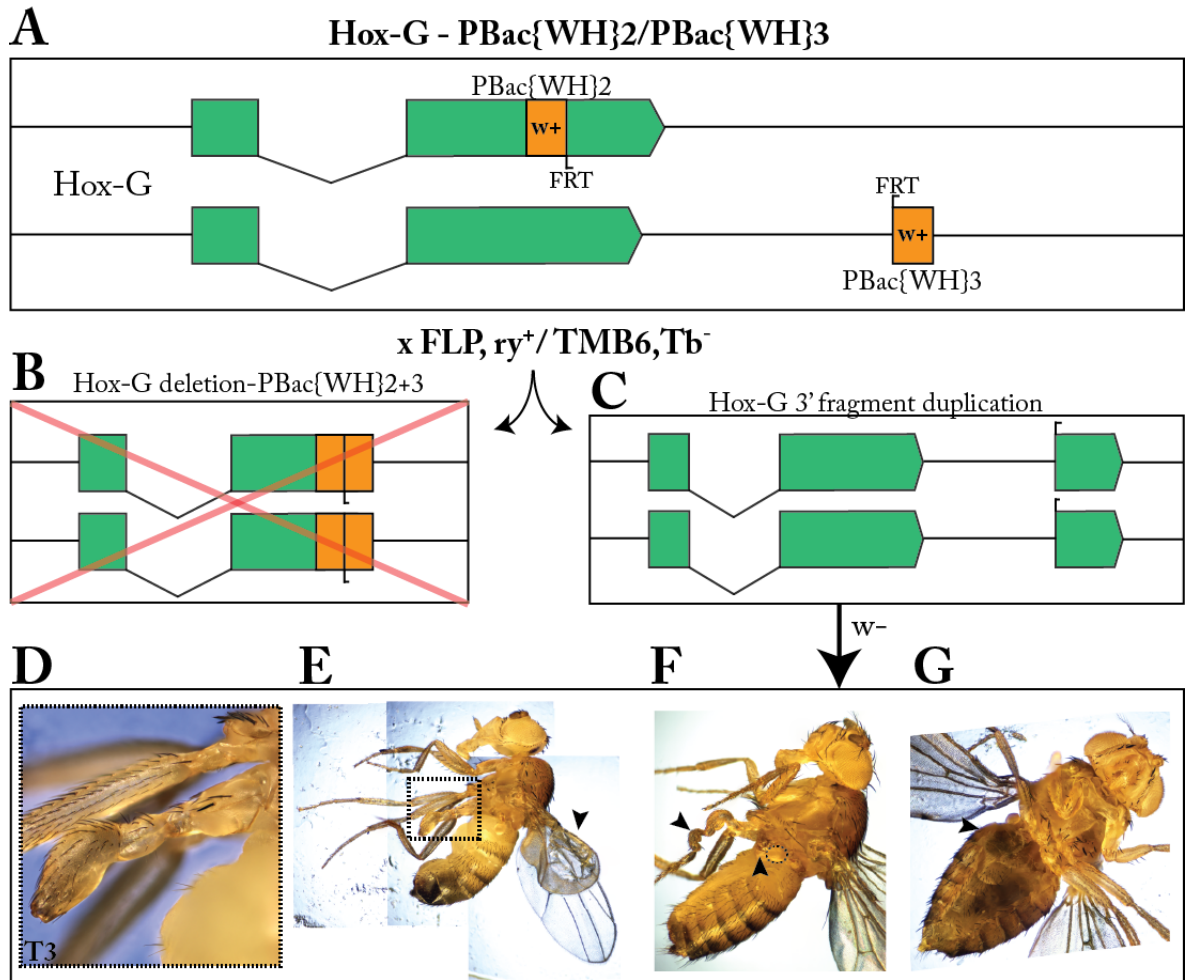 A
Hox-G - PBac{WH}2/PBac{WH}3
PBac{WH}2
w+
FRT
Hox-G
FRT
w+
PBac{WH}3
x FLP, ry⁺/ TMB6,Tb⁻
B
Hox-G deletion-PBac{WH}2+3
C
Hox-G 3' fragment duplication
w-
D
E
F
G
T3